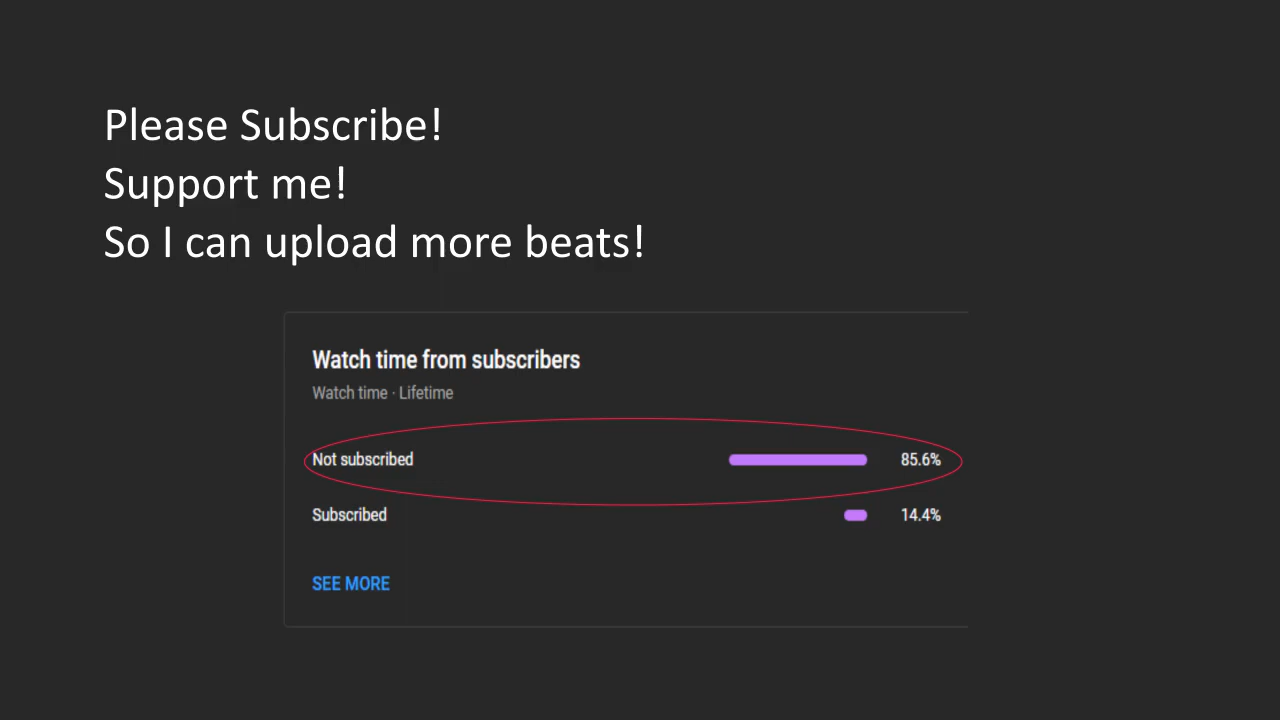 Please Subscribe!
Support me!
So I can upload more beats!
Watch time from subscribers
Watch time · Lifetime
Not subscribed 85.6%
Subscribed 14.4%
SEE MORE